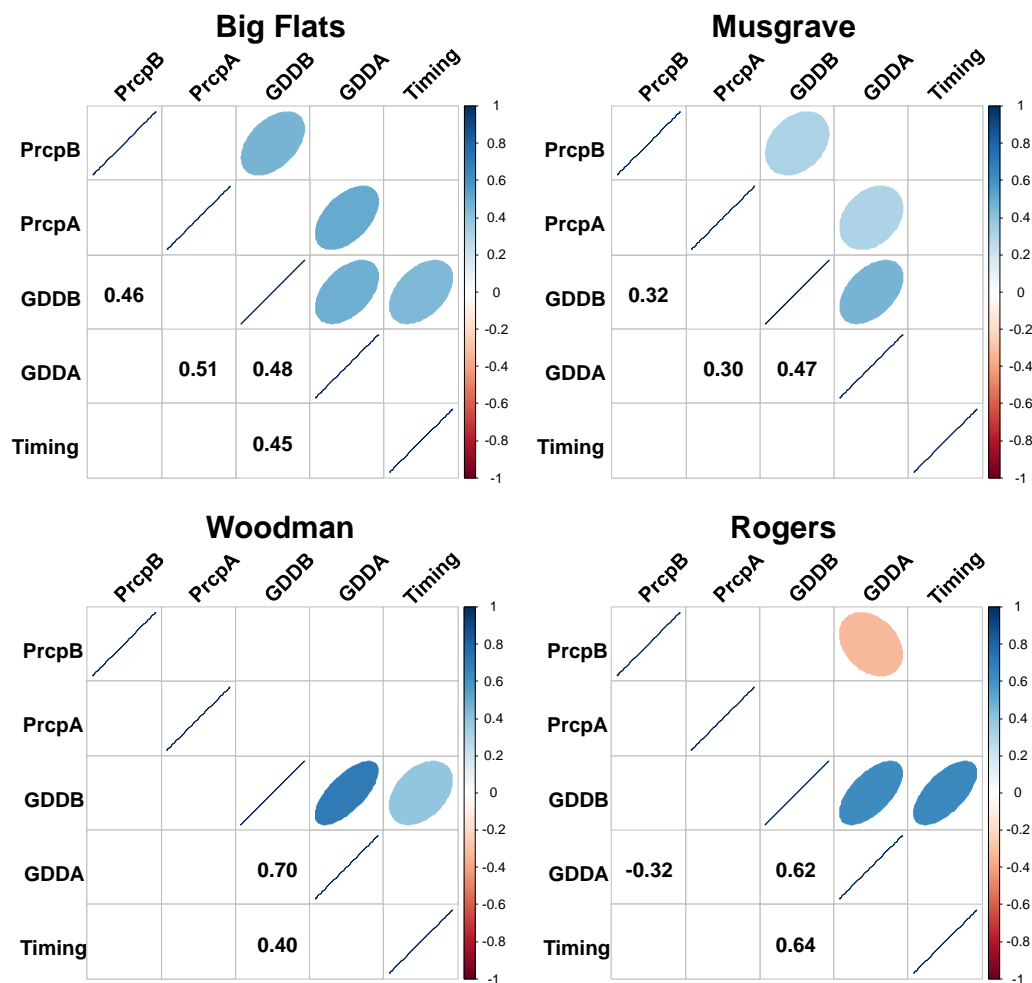 Big Flats
PrcpB PrcpA GDDB GDDA Timing
PrcpB
PrcpA
GDDB 0.46
GDDA 0.51 0.48
Timing 0.45
1
0.8
0.6
0.4
0.2
0
-0.2
-0.4
-0.6
-0.8
-1
Musgrave
PrcpB PrcpA GDDB GDDA Timing
PrcpB
PrcpA
GDDB 0.32
GDDA 0.30 0.47
Timing
1
0.8
0.6
0.4
0.2
0
-0.2
-0.4
-0.6
-0.8
-1
Woodman
PrcpB PrcpA GDDB GDDA Timing
PrcpB
PrcpA
GDDB
GDDA 0.70
Timing 0.40
1
0.8
0.6
0.4
0.2
0
-0.2
-0.4
-0.6
-0.8
-1
Rogers
PrcpB PrcpA GDDB GDDA Timing
PrcpB
PrcpA
GDDB
GDDA -0.32 0.62
Timing 0.64
1
0.8
0.6
0.4
0.2
0
-0.2
-0.4
-0.6
-0.8
-1